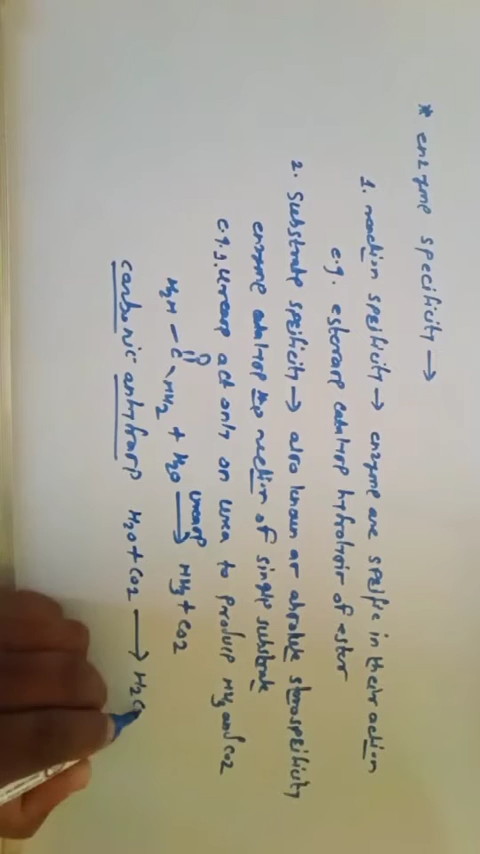 * enzyme specificity →
1. reaction specificity → enzyme are specific in their action
e.g. esterase catalyse hydrolysis of ester
2. substrate specificity → also known as absolute sterospecificity
enzyme catalyse the reaction of single substrate
e.g., urease act only on urea to produce NH3 and CO2
H2N - C - NH2 + H2O → NH3 + CO2
O
urease
carbonic anhydrase H2O + CO2 → H2C